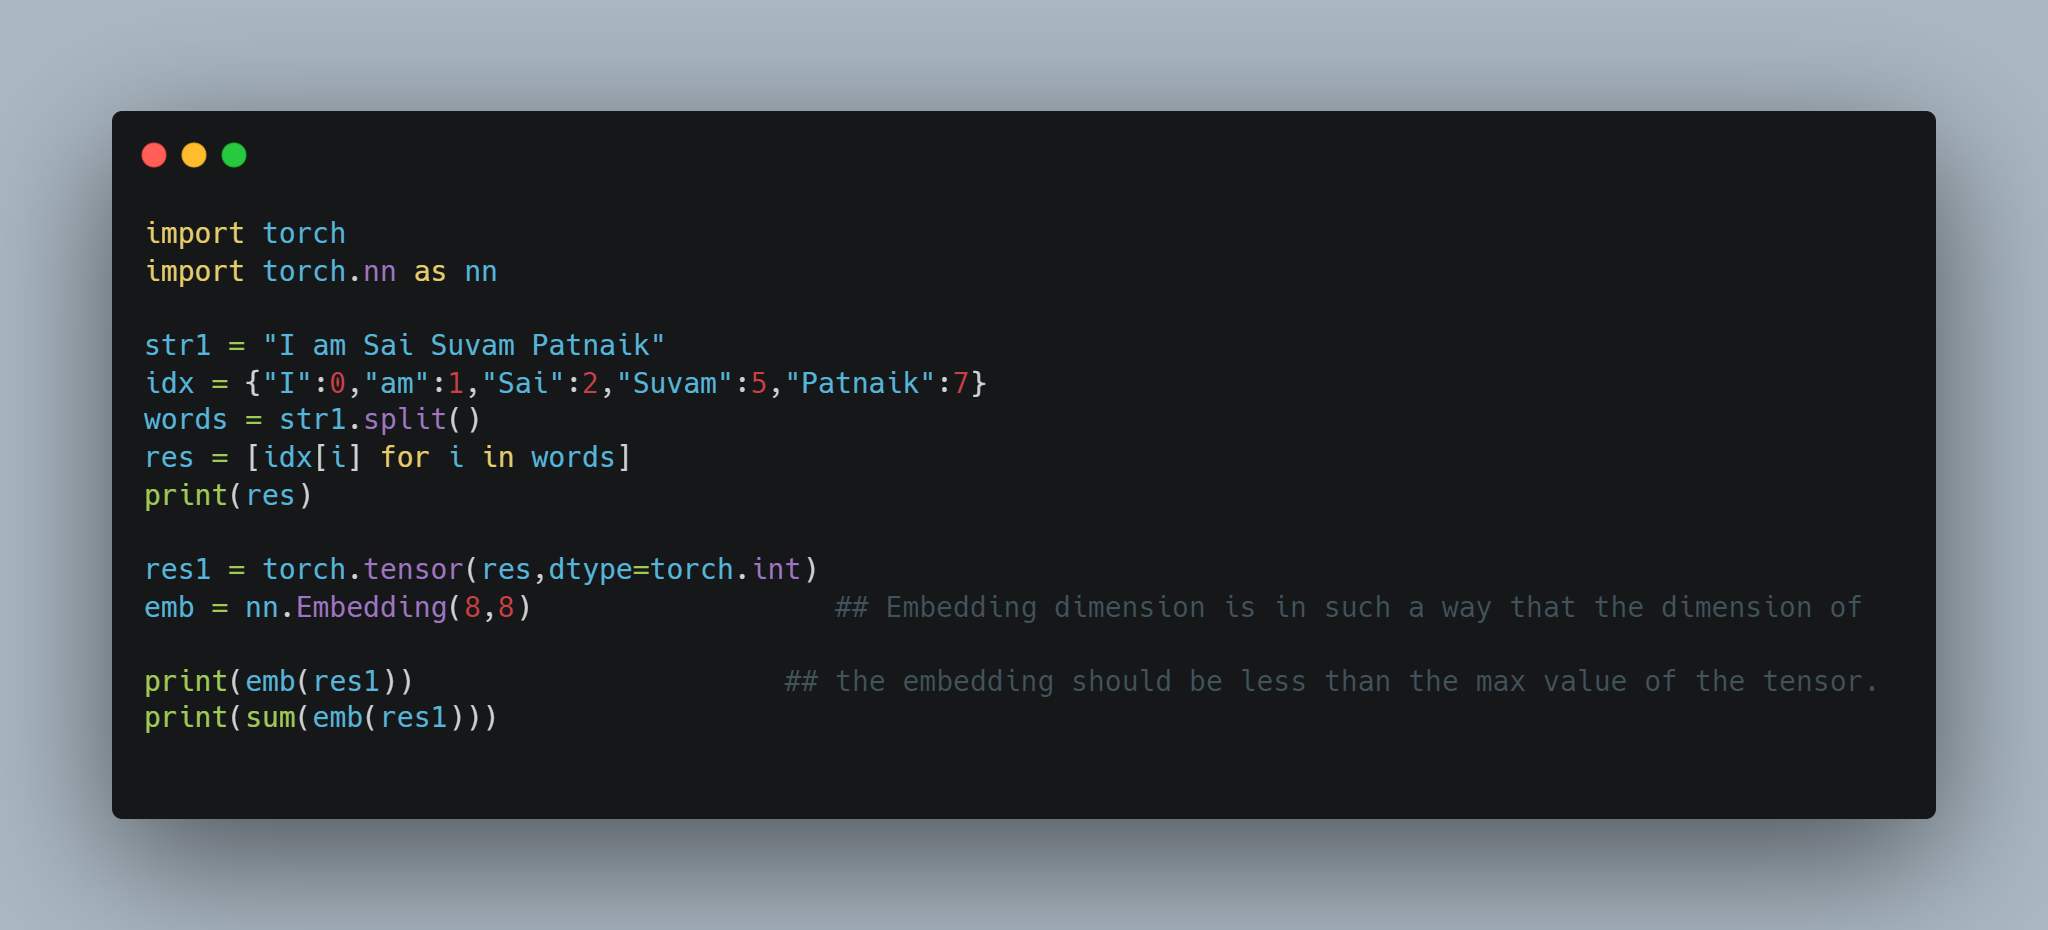 import torch
import torch.nn as nn
str1 = "I am Sai Suvam Patnaik"
idx = {"I":0,"am":1,"Sai":2,"Suvam":5,"Patnaik":7}
words = str1.split()
res = [idx[i] for i in words]
print(res)
res1 = torch.tensor(res,dtype=torch.int)
emb = nn.Embedding(8,8)                  ## Embedding dimension is in such a way that the dimension of
print(emb(res1))                      ## the embedding should be less than the max value of the tensor.
print(sum(emb(res1)))